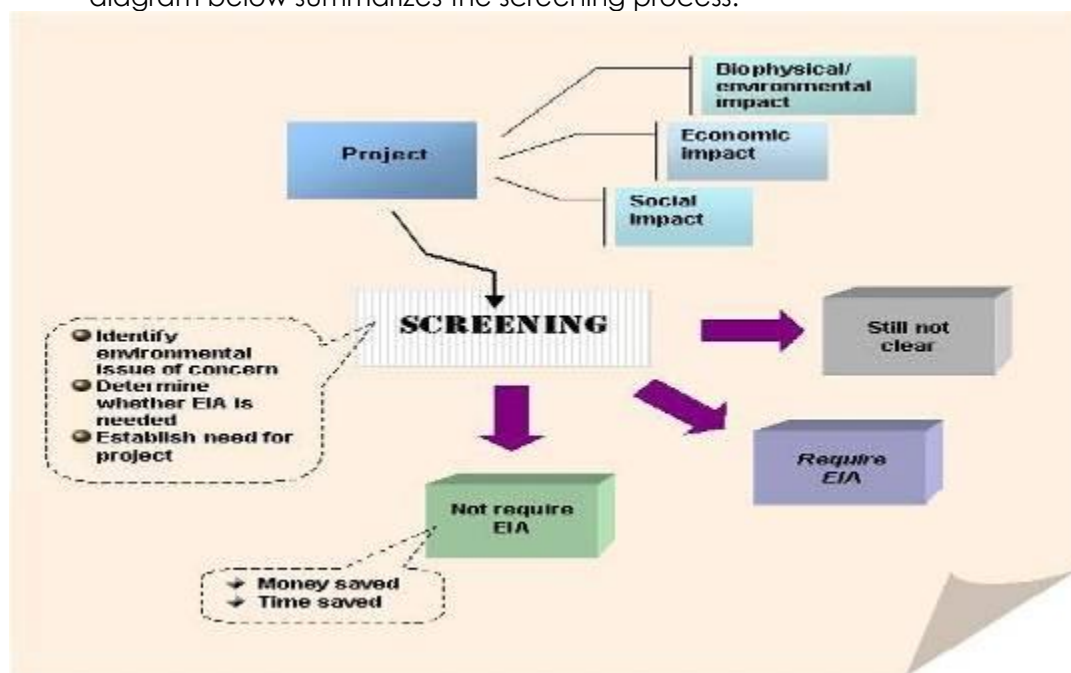 diagram below summarizes the screening process.
Biophysical/
environmental
impact
Project
Economic
impact
Social
impact
SCREENING
Identify
environmental
issue of concern
Determine
whether EIA is
needed
Establish need for
project
Still not
clear
Require
EIA
Not require
EIA
Money saved
Time saved